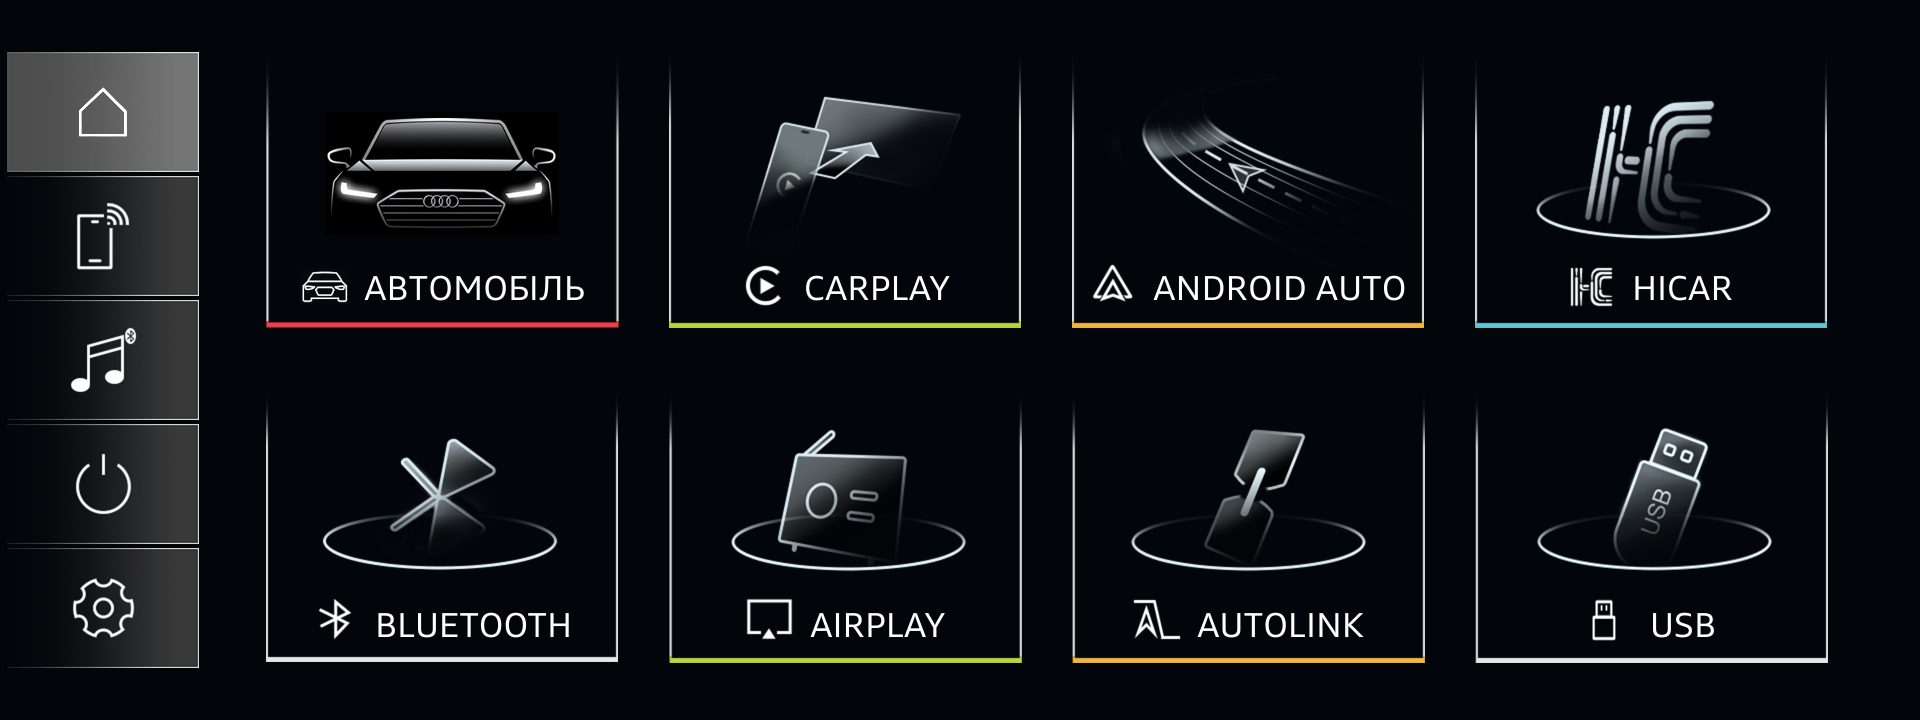 АВТОМОБІЛЬ
CARPLAY
ANDROID AUTO
HICAR
USB
BLUETOOTH
AIRPLAY
AUTOLINK
USB